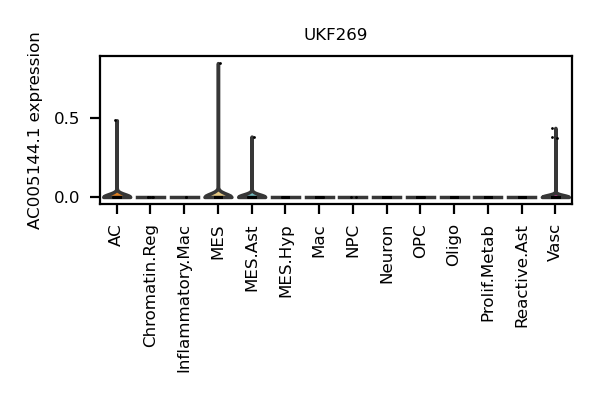 UKF269
AC005144.1 expression
0.5
0.0
AC
Chromatin.Reg
Inflammatory.Mac
MES
MES.Ast
MES.Hyp
Mac
NPC
Neuron
OPC
Oligo
Prolif.Metab
Reactive.Ast
Vasc